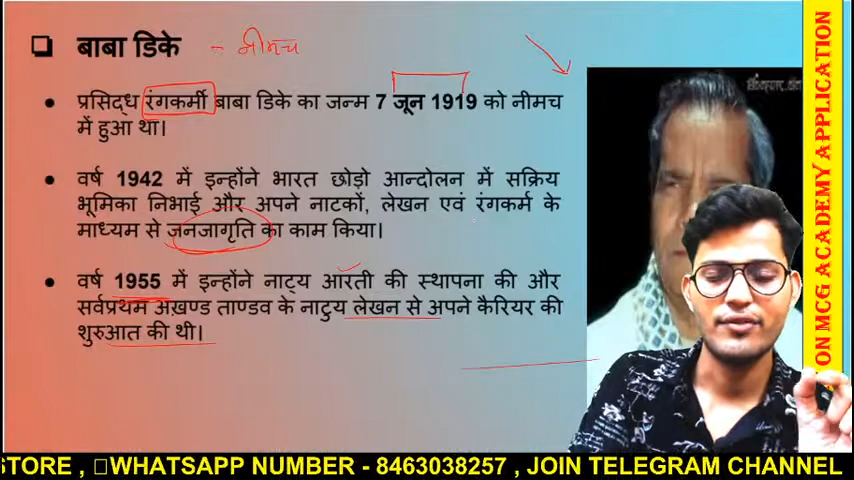 बाबा डिके - नीमच
प्रसिद्ध रंगकर्मी बाबा डिके का जन्म 7 जून 1919 को नीमच
में हुआ था।
वर्ष 1942 में इन्होंने भारत छोड़ो आन्दोलन में सक्रिय
भूमिका निभाई और अपने नाटकों, लेखन एवं रंगकर्म के
माध्यम से जनजागृति का काम किया।
वर्ष 1955 में इन्होंने नाट्य आरती की स्थापना की और
सर्वप्रथम अखण्ड ताण्डव के नाटुय लेखन से अपने कैरियर की
शुरुआत की थी।
ON MCG ACADEMY APPLICATION
STORE , WHATSAPP NUMBER - 8463038257 , JOIN TELEGRAM CHANNEL